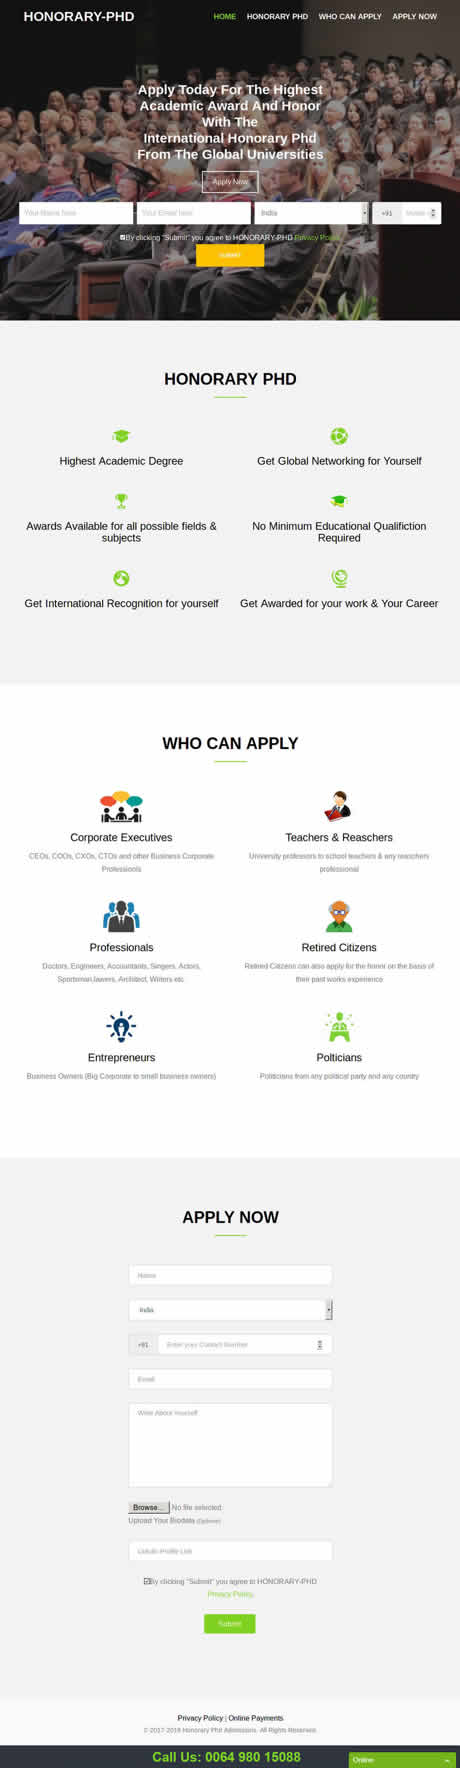 HONORARY-PHD
HOME HONORARY PHD WHO CAN APPLY APPLY NOW
Apply Today For The Highest
Academic Award And Honor
With The
International Honorary Phd
From The Global Universities
Apply Now
Your Name here Your Email here India +91 Mobile
By clicking "Submit" you agree to HONORARY-PHD Privacy Policy.
SUBMIT
HONORARY PHD
Highest Academic Degree
Get Global Networking for Yourself
Awards Available for all possible fields &
subjects
No Minimum Educational Qualifiction
Required
Get International Recognition for yourself
Get Awarded for your work & Your Career
WHO CAN APPLY
Corporate Executives
CEOs, COOs, CXOs, CTOs and other Business Corporate
Professionls
Teachers & Reaschers
University professors to school teachers & any reaschers
professional
Professionals
Doctors, Engineers, Accountants, Singers, Actors,
Sportsman,lawers, Architect, Writers etc.
Retired Citizens
Retired Citizens can also apply for the honor on the basis of
their past works experience
Entrepreneurs
Business Owners (Big Corporate to small business owners)
Polticians
Politicians from any political party and any country
APPLY NOW
Name
India
+91 Enter your Contact Number
Email
Write About Yourself
Browse... No file selected.
Upload Your Biodata (Optional)
Linkdin Profile Link
By clicking "Submit" you agree to HONORARY-PHD
Privacy Policy.
Submit
Privacy Policy | Online Payments
© 2017-2018 Honorary Phd Admissions. All Rights Reserved.
Call Us: 0064 980 15088
Online